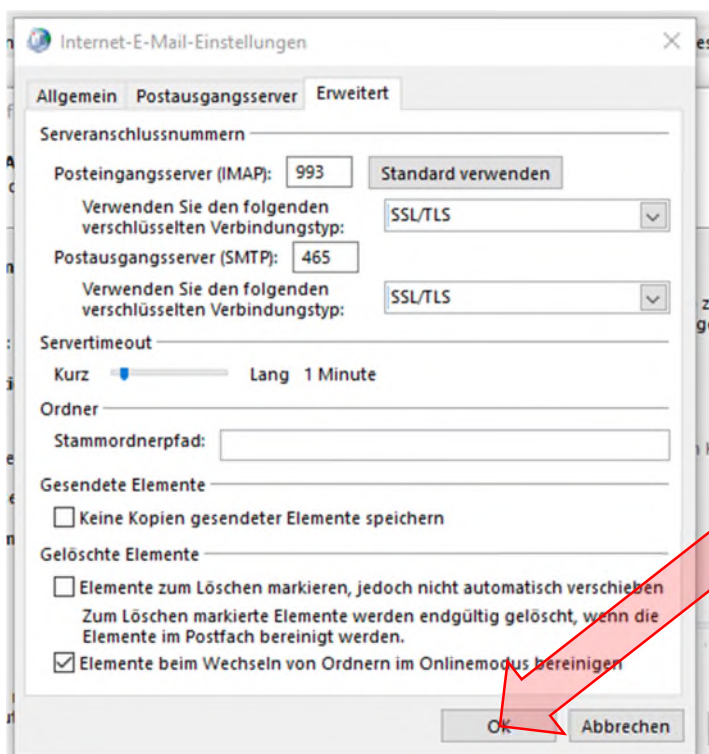 Internet-E-Mail-Einstellungen
Allgemein Postausgangsserver Erweitert
Serveranschlussnummern
Posteingangsserver (IMAP): 993 Standard verwenden
Verwenden Sie den folgenden
verschlüsselten Verbindungstyp: SSL/TLS
Postausgangsserver (SMTP): 465
Verwenden Sie den folgenden
verschlüsselten Verbindungstyp: SSL/TLS
Servertimeout
Kurz Lang 1 Minute
Ordner
Stammordnerpfad:
Gesendete Elemente
Keine Kopien gesendeter Elemente speichern
Gelöschte Elemente
Elemente zum Löschen markieren, jedoch nicht automatisch verschieben
Zum Löschen markierte Elemente werden endgültig gelöscht, wenn die
Elemente im Postfach bereinigt werden.
Elemente beim Wechseln von Ordnern im Onlinemodus bereinigen
OK Abbrechen